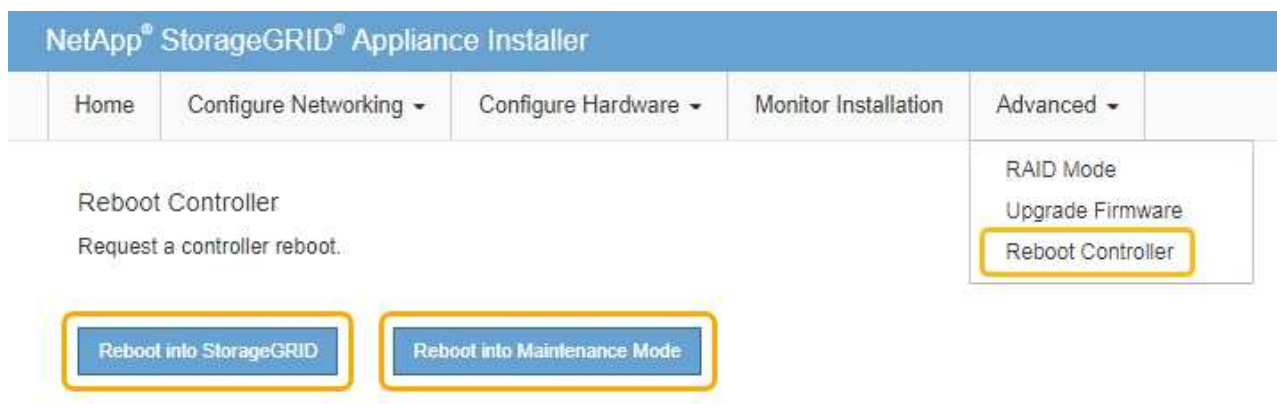 NetApp® StorageGRID® Appliance Installer
Home Configure Networking Configure Hardware Monitor Installation Advanced
RAID Mode
Upgrade Firmware
Reboot Controller
Reboot Controller
Request a controller reboot.
Reboot into StorageGRID Reboot into Maintenance Mode